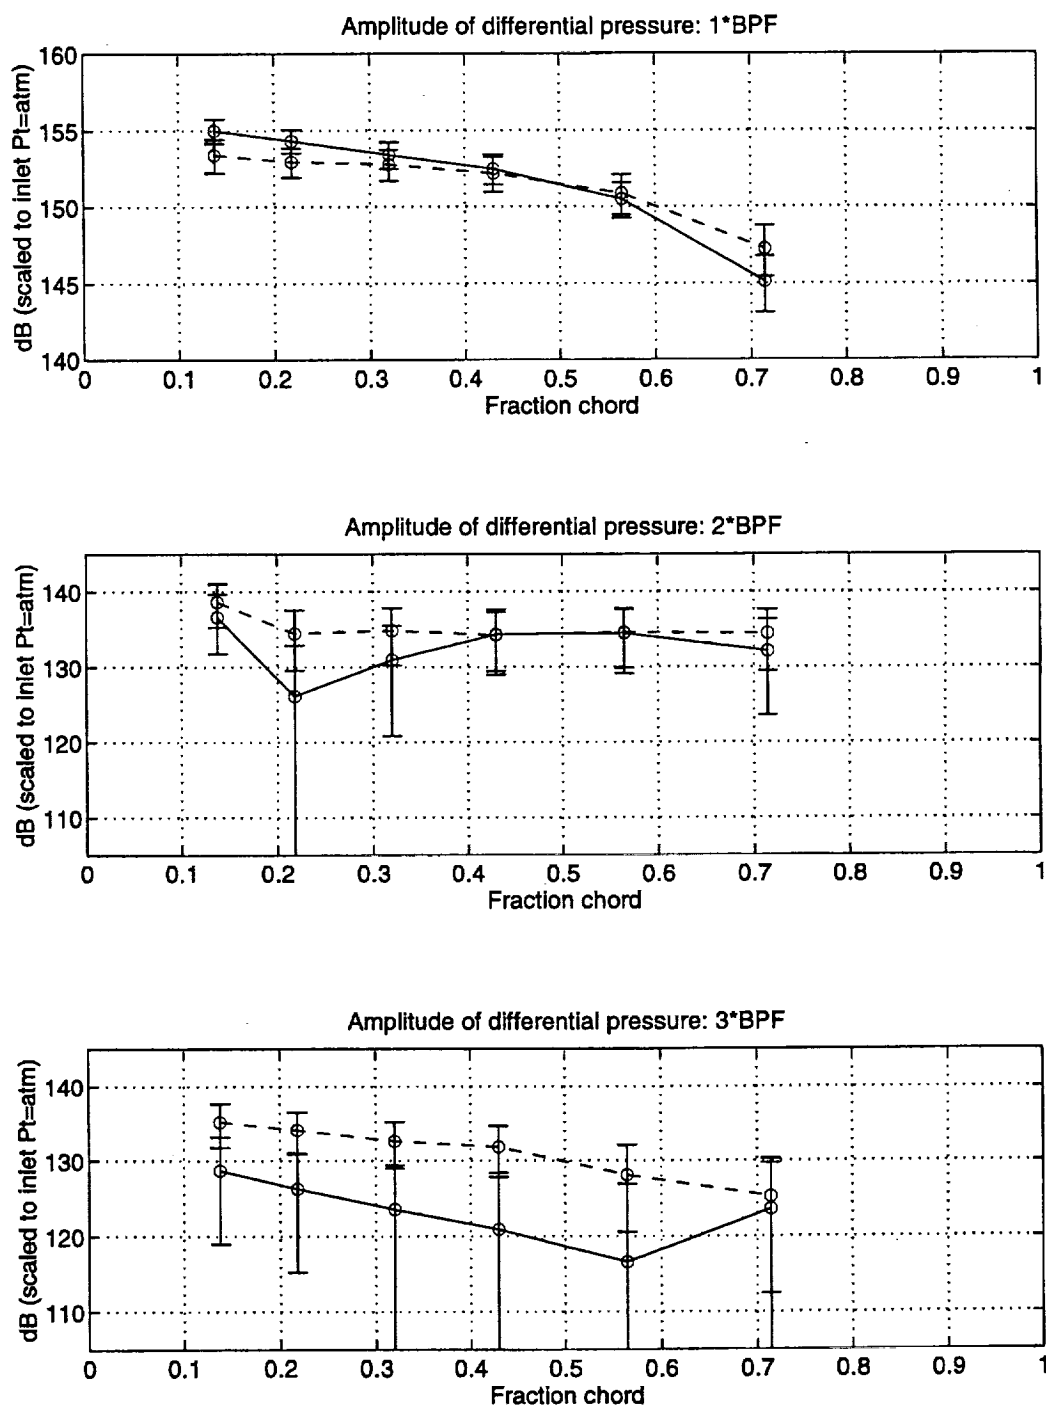 Amplitude of differential pressure: 1*BPF
dB (scaled to inlet Pt=atm)
160
155
150
145
140
0 0.1 0.2 0.3 0.4 0.5 0.6 0.7 0.8 0.9 1
Fraction chord
Amplitude of differential pressure: 2*BPF
dB (scaled to inlet Pt=atm)
140
130
120
110
0 0.1 0.2 0.3 0.4 0.5 0.6 0.7 0.8 0.9 1
Fraction chord
Amplitude of differential pressure: 3*BPF
dB (scaled to inlet Pt=atm)
140
130
120
110
0 0.1 0.2 0.3 0.4 0.5 0.6 0.7 0.8 0.9 1
Fraction chord